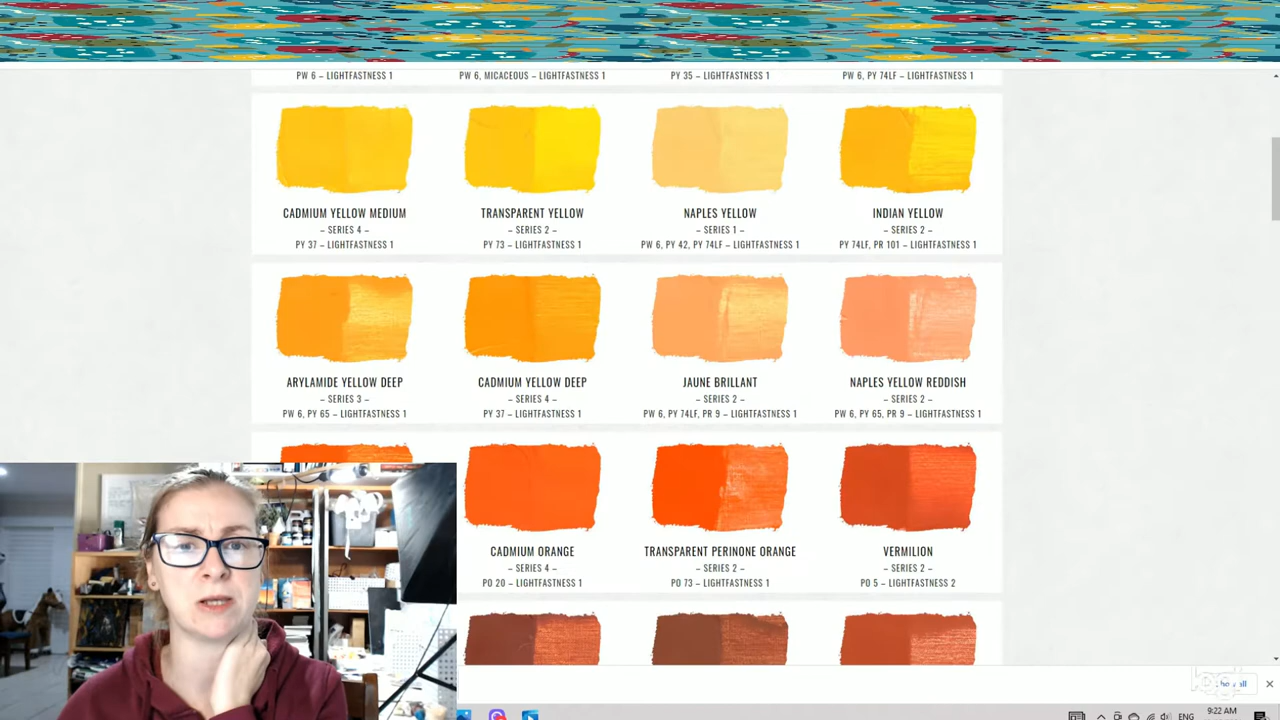 PW 6 – LIGHTFASTNESS 1
PW 6, MICACEOUS – LIGHTFASTNESS 1
PY 35 – LIGHTFASTNESS 1
PW 6, PY 74LF – LIGHTFASTNESS 1
CADMIUM YELLOW MEDIUM
– SERIES 4 –
PY 37 – LIGHTFASTNESS 1
TRANSPARENT YELLOW
– SERIES 2 –
PY 73 – LIGHTFASTNESS 1
NAPLES YELLOW
– SERIES 1 –
PW 6, PY 42, PY 74LF – LIGHTFASTNESS 1
INDIAN YELLOW
– SERIES 2 –
PY 74LF, PR 101 – LIGHTFASTNESS 1
ARYLAMIDE YELLOW DEEP
– SERIES 3 –
PW 6, PY 65 – LIGHTFASTNESS 1
CADMIUM YELLOW DEEP
– SERIES 4 –
PY 37 – LIGHTFASTNESS 1
JAUNE BRILLANT
– SERIES 2 –
PW 6, PY 74LF, PR 9 – LIGHTFASTNESS 1
NAPLES YELLOW REDDISH
– SERIES 2 –
PW 6, PY 65, PR 9 – LIGHTFASTNESS 1
CADMIUM ORANGE
– SERIES 4 –
PO 20 – LIGHTFASTNESS 1
TRANSPARENT PERINONE ORANGE
– SERIES 2 –
PO 73 – LIGHTFASTNESS 1
VERMILION
– SERIES 2 –
PO 5 – LIGHTFASTNESS 2
ENG
9:22 AM